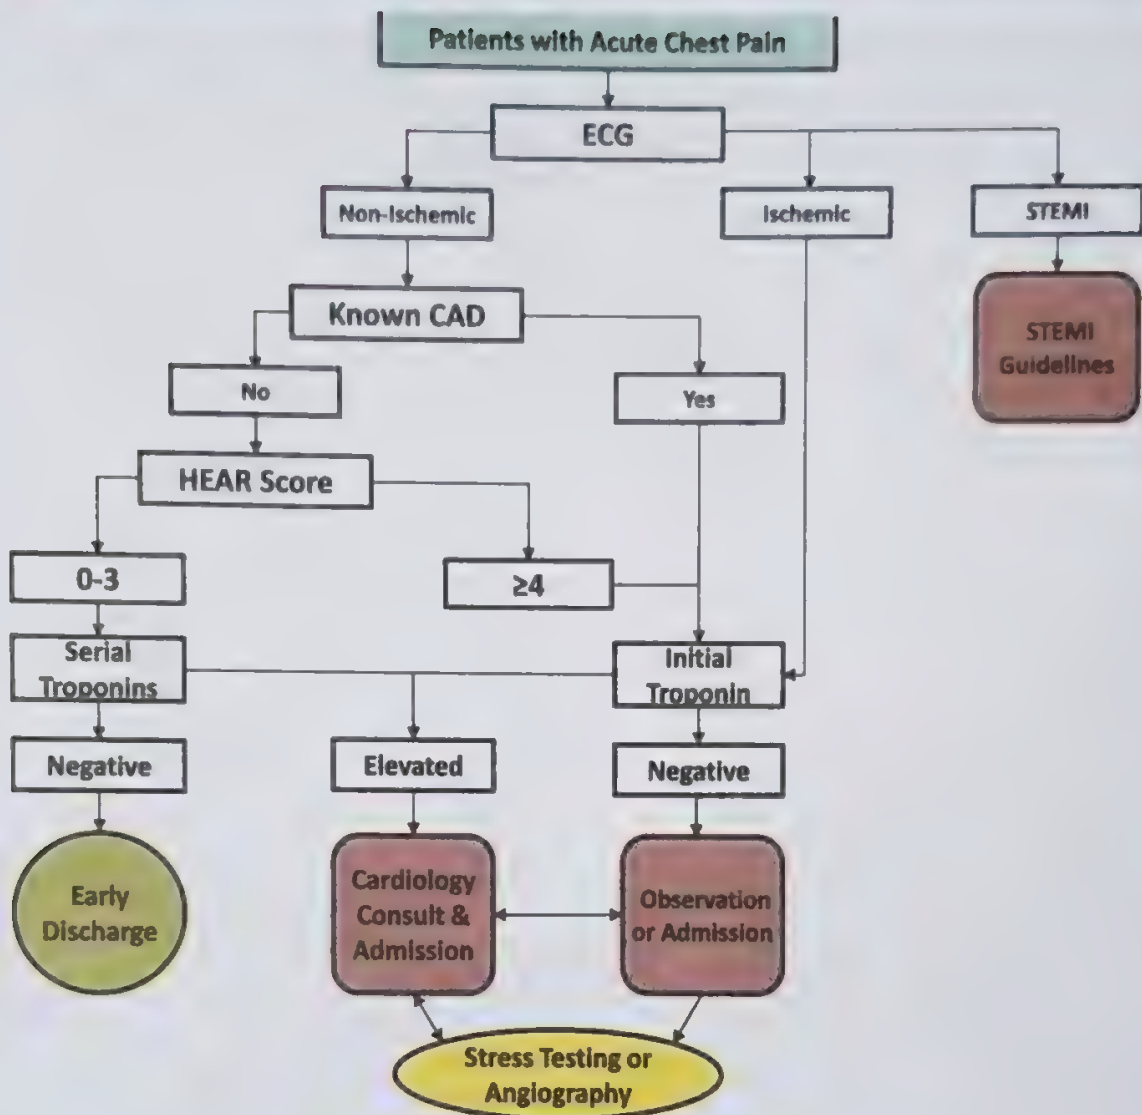 Patients with Acute Chest Pain
ECG
Non-Ischemic
Ischemic
STEMI
Known CAD
STEMI
Guidelines
No
Yes
HEAR Score
0-3
≥4
Serial
Troponins
Initial
Troponin
Negative
Elevated
Negative
Early
Discharge
Cardiology
Consult &
Admission
Observation
or Admission
Stress Testing or
Angiography